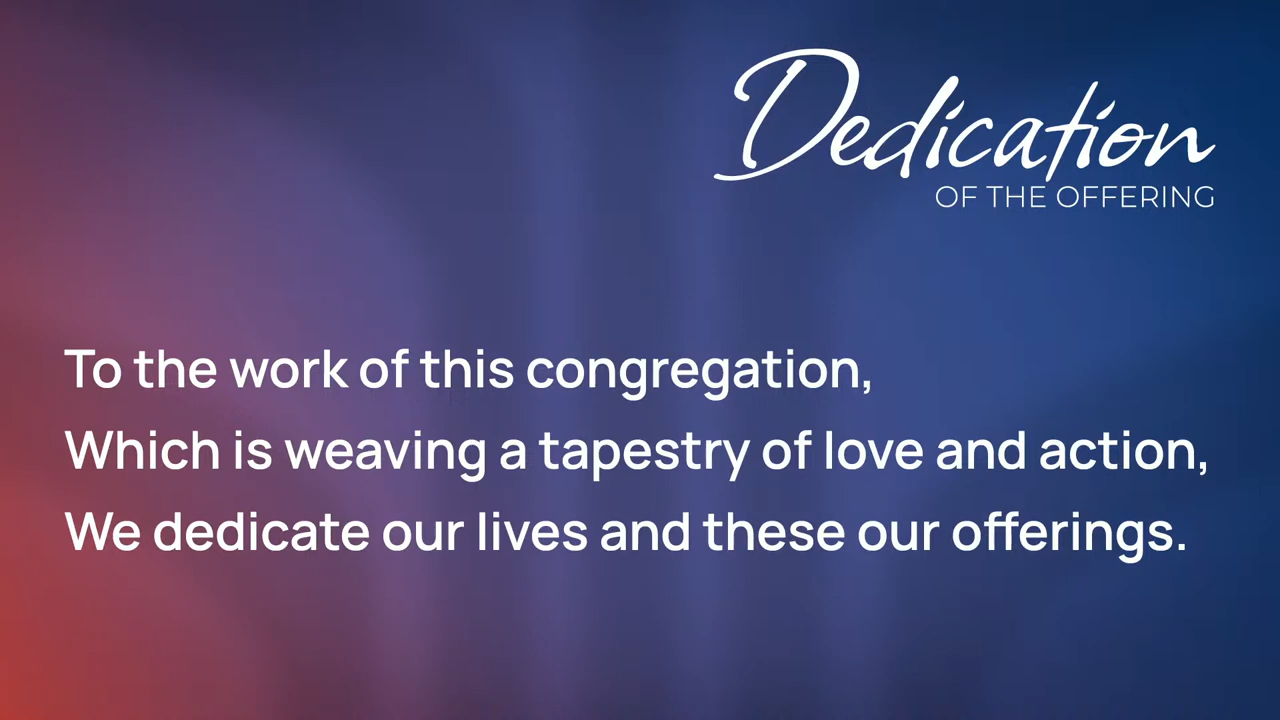 Dedication
OF THE OFFERING
To the work of this congregation,
Which is weaving a tapestry of love and action,
We dedicate our lives and these our offerings.